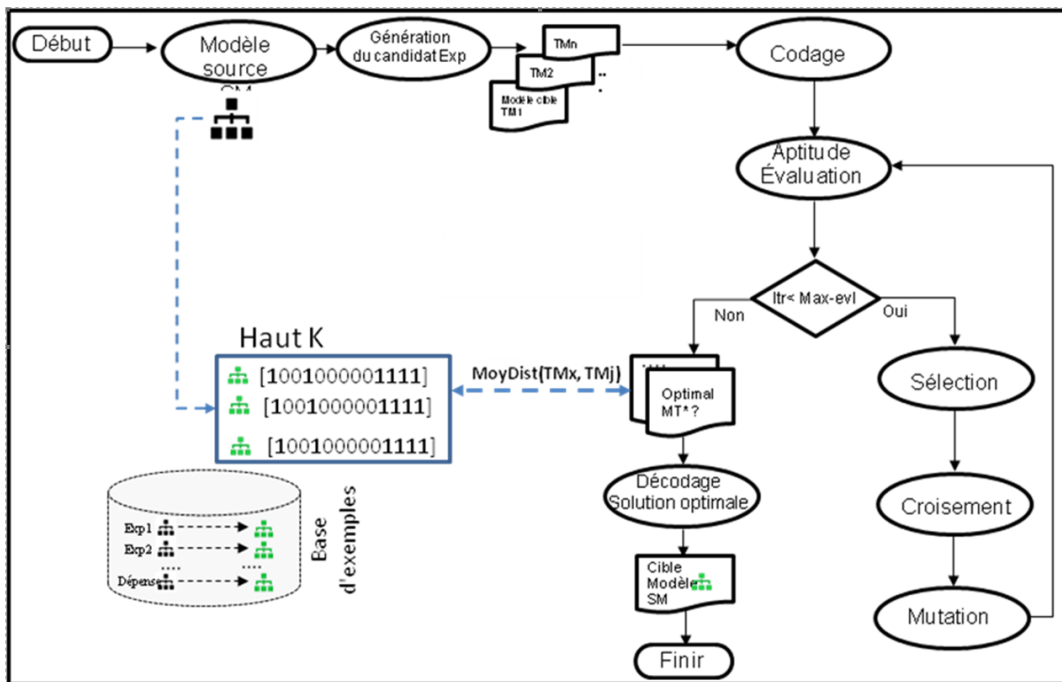 Début
Modèle
source
Génération
du candidat Exp
TMn
TM2
..
.
Modèle cible
TM1
Codage
Aptitude
Évaluation
Itr< Max-evl
Non
Oui
Haut K
[1001000001111]
[1001000001111]
[1001000001111]
MoyDist(TMx, TMj)
....
Optimal
MT* ?
Sélection
Décodage
Solution optimale
Croisement
Exp1
Exp2
....
....
Dépense
Base
d'exemples
Cible
Modèle
SM
Mutation
Finir